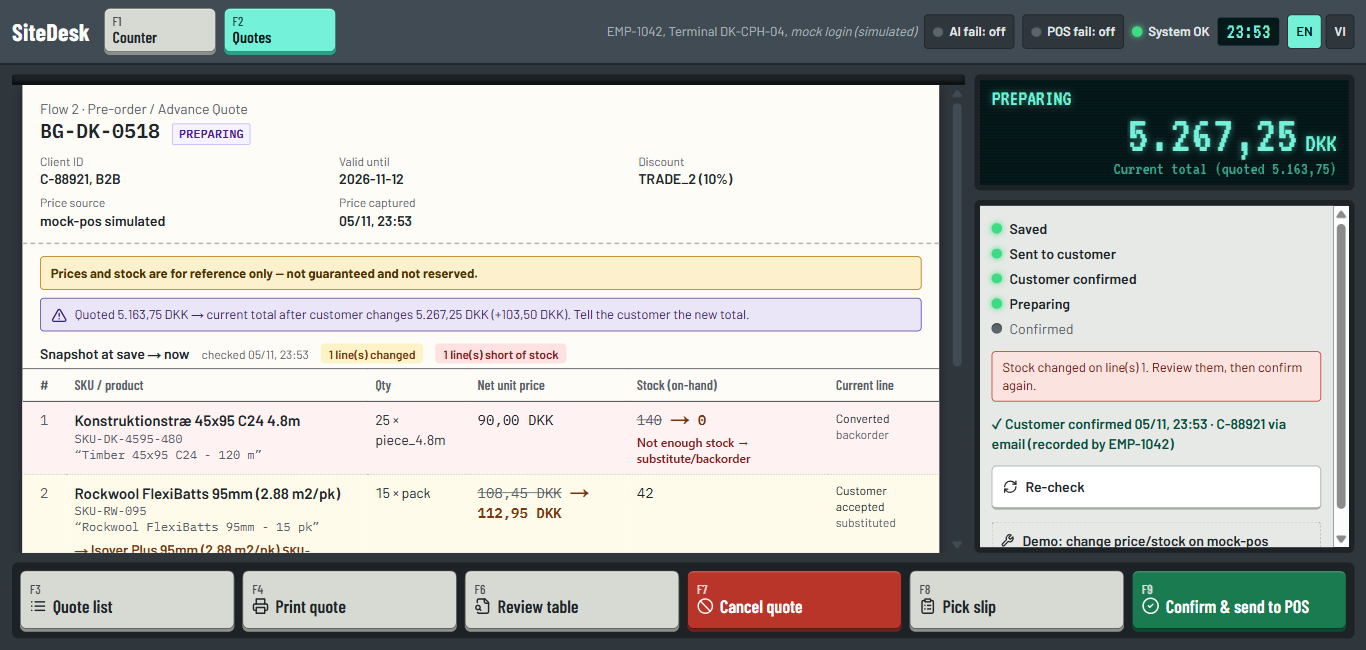 SiteDesk
F1
Counter
F2
Quotes
EMP-1042, Terminal DK-CPH-04, mock login (simulated)
AI fail: off
POS fail: off
System OK
23:53
EN
VI
Flow 2 · Pre-order / Advance Quote
BG-DK-0518 PREPARING
Client ID
C-88921, B2B
Valid until
2026-11-12
Discount
TRADE_2 (10%)
Price source
mock-pos simulated
Price captured
05/11, 23:53
Prices and stock are for reference only — not guaranteed and not reserved.
Quoted 5.163,75 DKK → current total after customer changes 5.267,25 DKK (+103,50 DKK). Tell the customer the new total.
Snapshot at save → now checked 05/11, 23:53 1 line(s) changed 1 line(s) short of stock
# SKU / product Qty Net unit price Stock (on-hand) Current line
1 Konstruktionstræ 45x95 C24 4.8m
SKU-DK-4595-480
“Timber 45x95 C24 - 120 m”
25 ×
piece_4.8m
90,00 DKK
140 → 0
Not enough stock →
substitute/backorder
Converted
backorder
2 Rockwool FlexiBatts 95mm (2.88 m2/pk)
SKU-RW-095
“Rockwool FlexiBatts 95mm - 15 pk”
→ Isover Plus 95mm (2.88 m2/pk) SKU-
15 × pack
108,45 DKK →
112,95 DKK
42
Customer
accepted
substituted
PREPARING
5.267,25 DKK
Current total (quoted 5.163,75)
Saved
Sent to customer
Customer confirmed
Preparing
Confirmed
Stock changed on line(s) 1. Review them, then confirm
again.
✓ Customer confirmed 05/11, 23:53 · C-88921 via
email (recorded by EMP-1042)
Re-check
Demo: change price/stock on mock-pos
F3
Quote list
F4
Print quote
F6
Review table
F7
Cancel quote
F8
Pick slip
F9
Confirm & send to POS